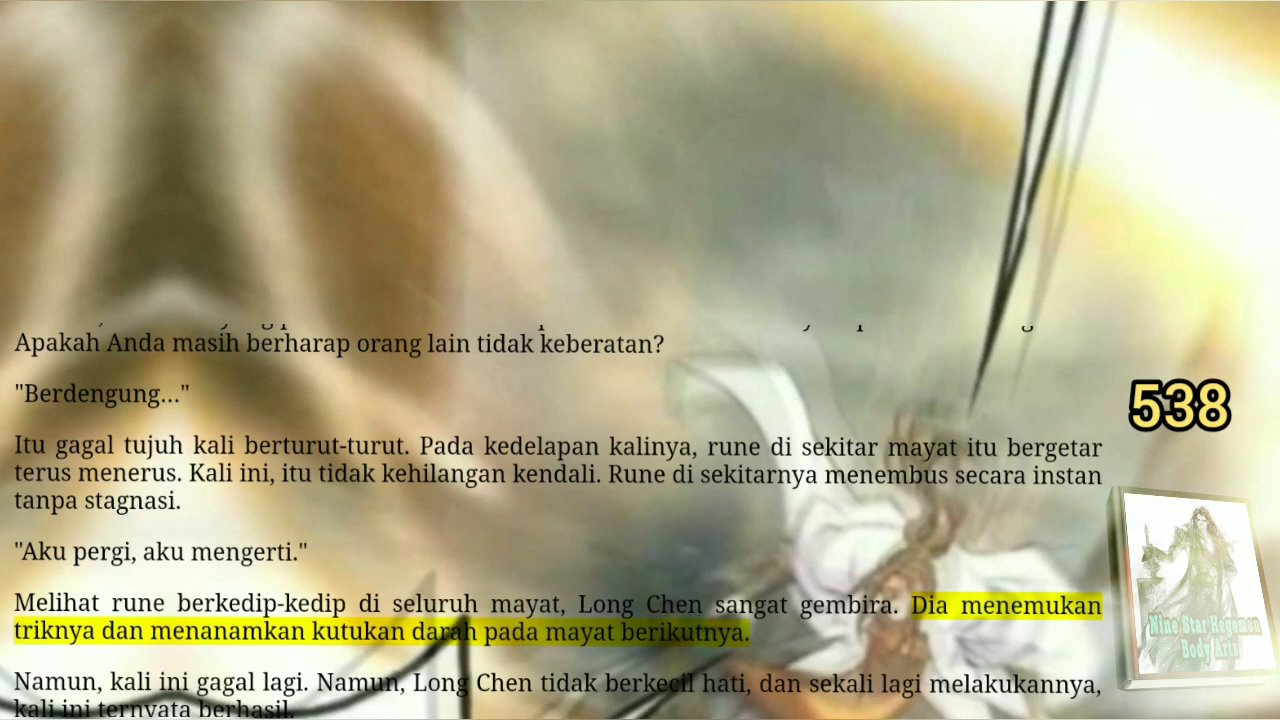 Apakah Anda masih berharap orang lain tidak keberatan?
"Berdengung..."
538
Itu gagal tujuh kali berturut-turut. Pada kedelapan kalinya, rune di sekitar mayat itu bergetar
terus menerus. Kali ini, itu tidak kehilangan kendali. Rune di sekitarnya menembus secara instan
tanpa stagnasi.
"Aku pergi, aku mengerti."
Melihat rune berkedip-kedip di seluruh mayat, Long Chen sangat gembira. Dia menemukan
triknya dan menanamkan kutukan darah pada mayat berikutnya.
Nine Star Hegemon
Body Arts
Namun, kali ini gagal lagi. Namun, Long Chen tidak berkecil hati, dan sekali lagi melakukannya,
kali ini ternyata berhasil.